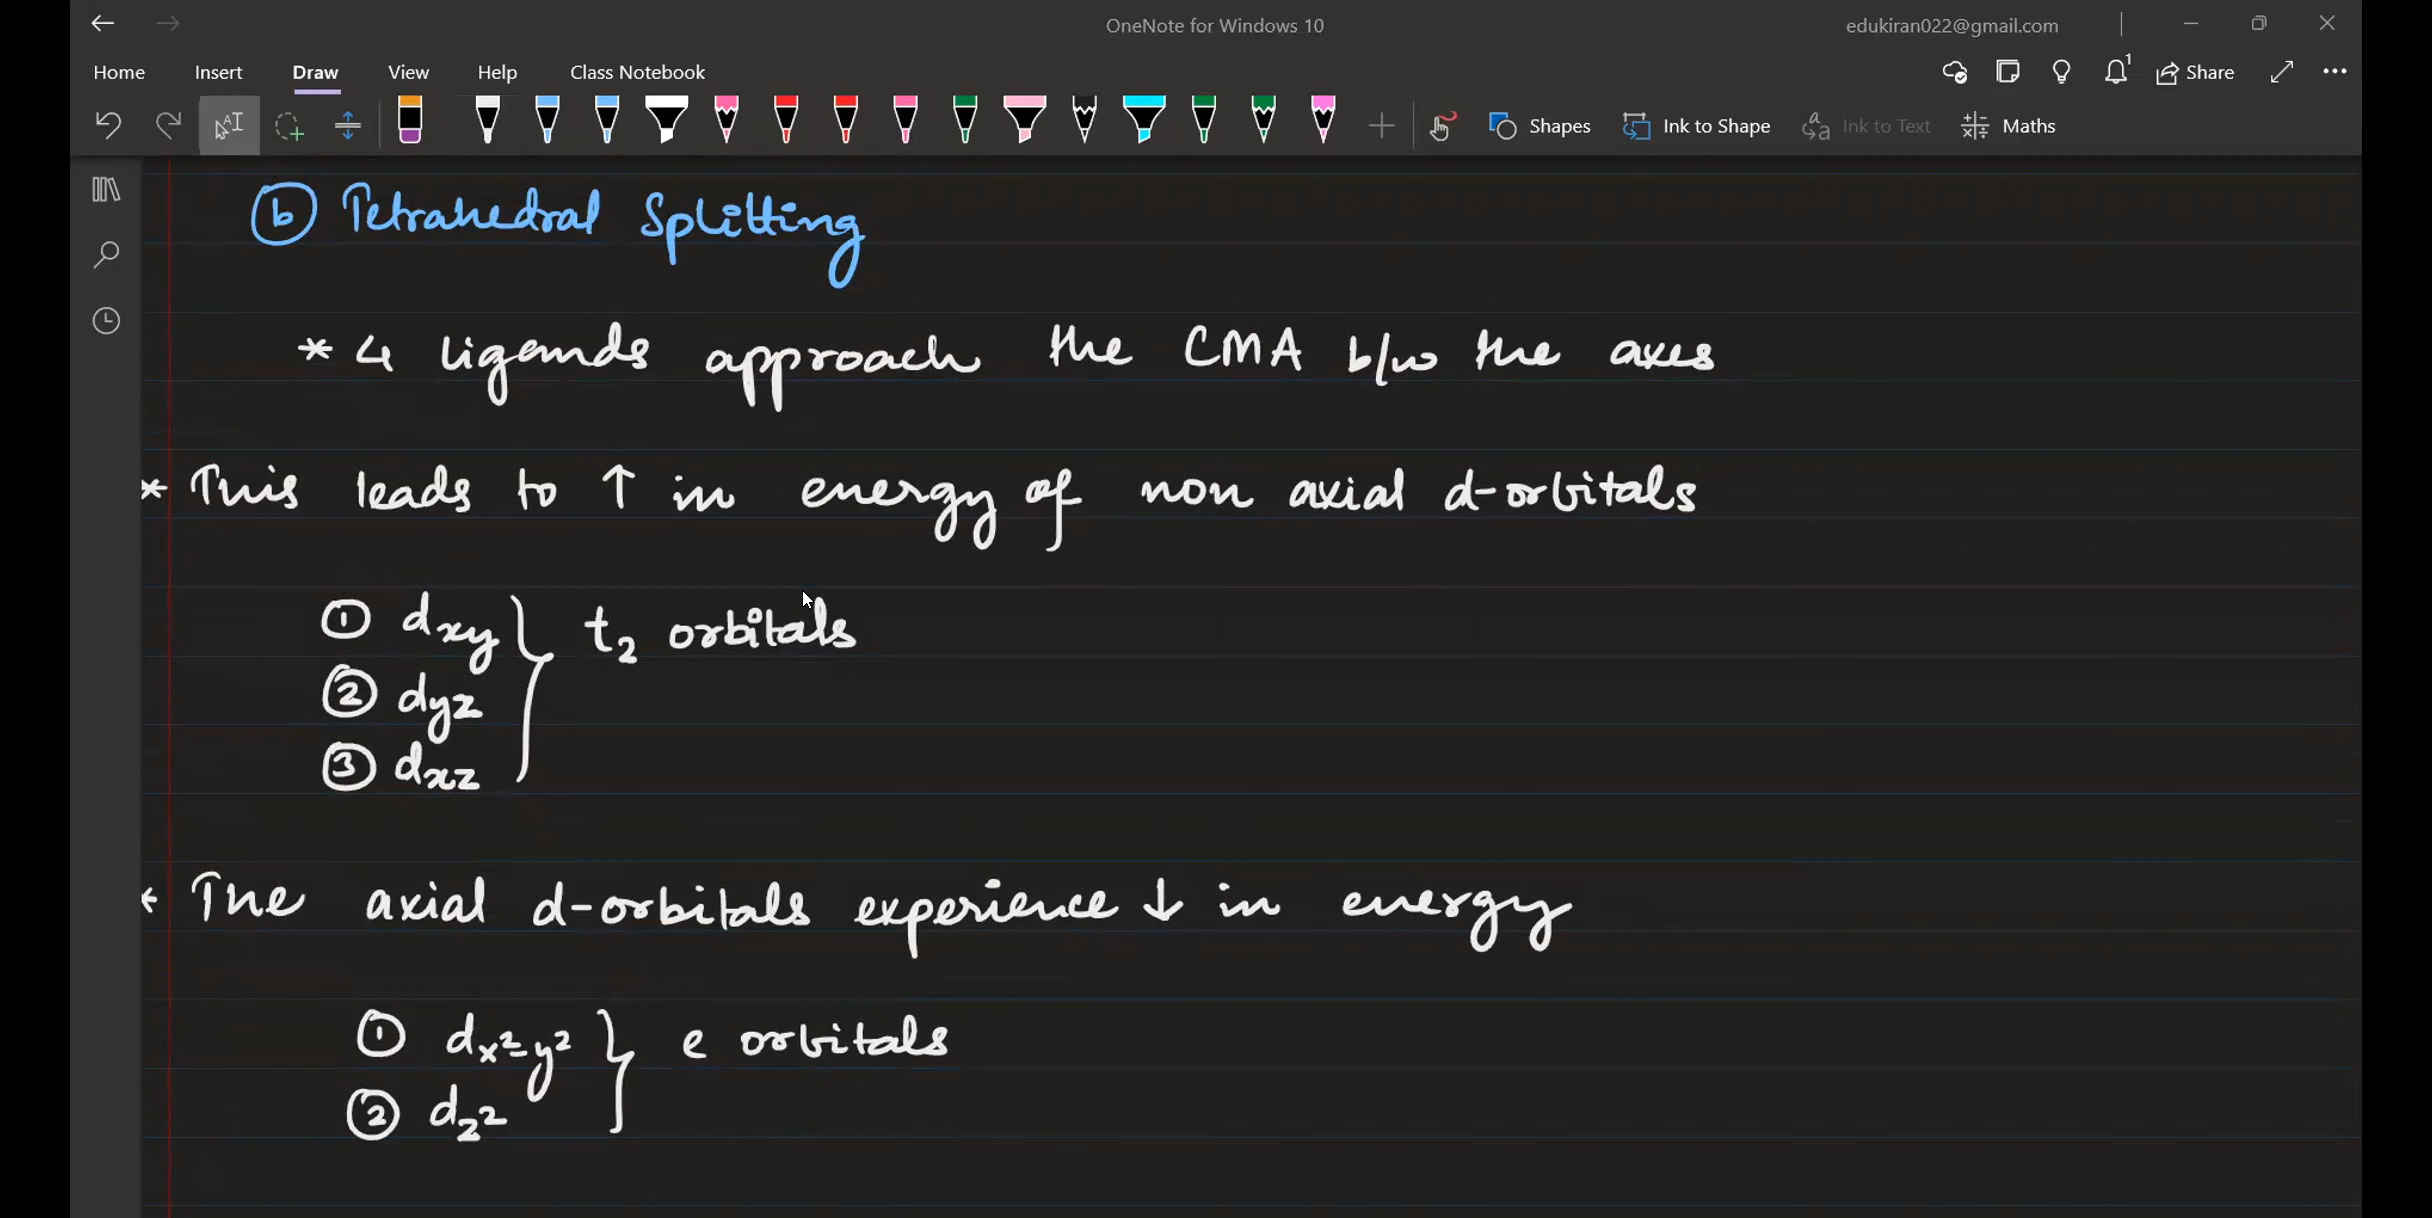 OneNote for Windows 10
edukiran022@gmail.com
Home Insert Draw View Help Class Notebook
1
Share
Shapes Ink to Shape Ink to Text Maths
ⓑ Tetrahedral Splitting
* 4 ligands approach the CMA b/w the axes
* This leads to ↑ in energy of non axial d-orbitals
① dxy } t₂ orbitals
② dyz
③ dxz
* The axial d-orbitals experience ↓ in energy
① dx²-y² } e orbitals
② dz²